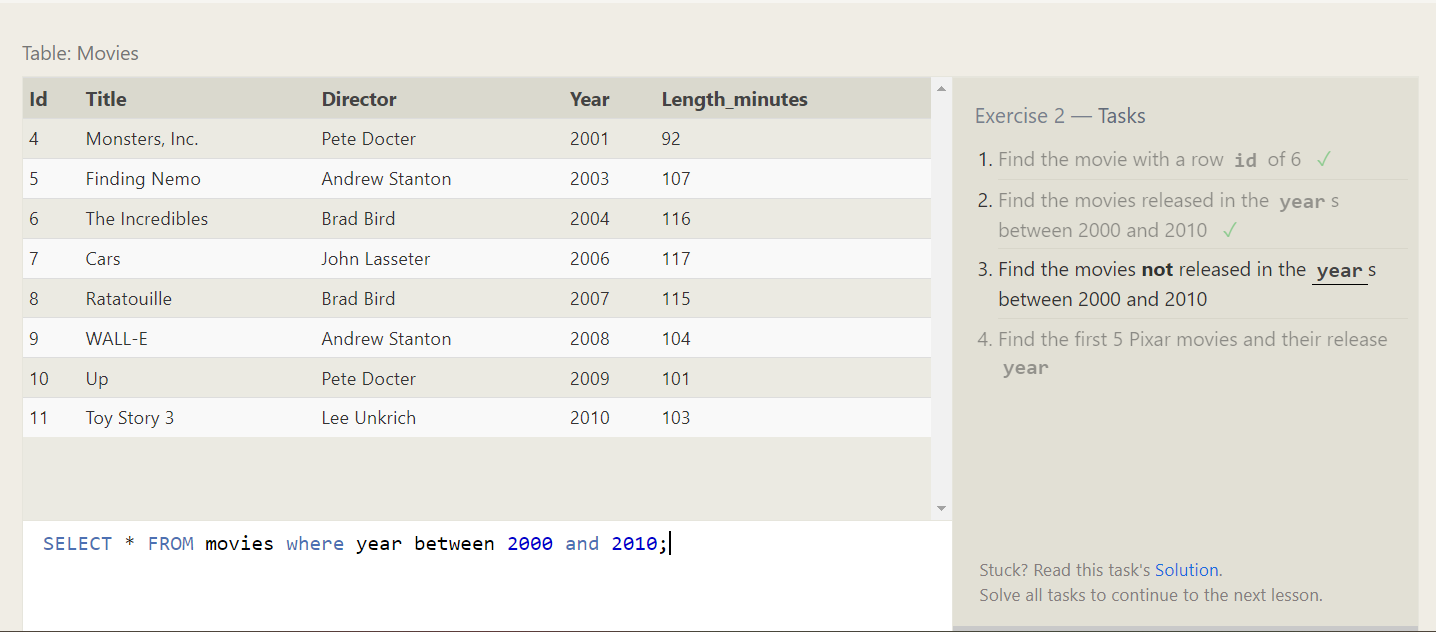 Table: Movies
Id Title Director Year Length_minutes
4 Monsters, Inc. Pete Docter 2001 92
5 Finding Nemo Andrew Stanton 2003 107
6 The Incredibles Brad Bird 2004 116
7 Cars John Lasseter 2006 117
8 Ratatouille Brad Bird 2007 115
9 WALL-E Andrew Stanton 2008 104
10 Up Pete Docter 2009 101
11 Toy Story 3 Lee Unkrich 2010 103
SELECT * FROM movies where year between 2000 and 2010;
Exercise 2 — Tasks
1. Find the movie with a row id of 6 ✓
2. Find the movies released in the year s
between 2000 and 2010 ✓
3. Find the movies not released in the year s
between 2000 and 2010
4. Find the first 5 Pixar movies and their release
year
Stuck? Read this task's Solution.
Solve all tasks to continue to the next lesson.